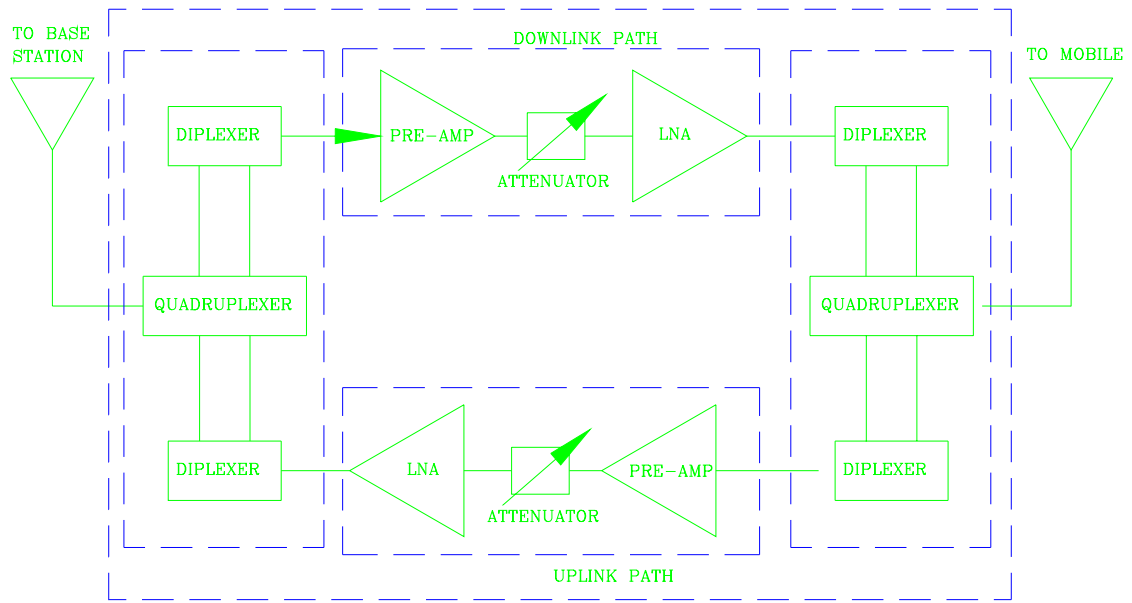 TO BASE
STATION
DOWNLINK PATH
TO MOBILE
DIPLEXER
PRE-AMP
LNA
DIPLEXER
ATTENUATOR
QUADRUPLEXER
QUADRUPLEXER
DIPLEXER
LNA
PRE-AMP
DIPLEXER
ATTENUATOR
UPLINK PATH